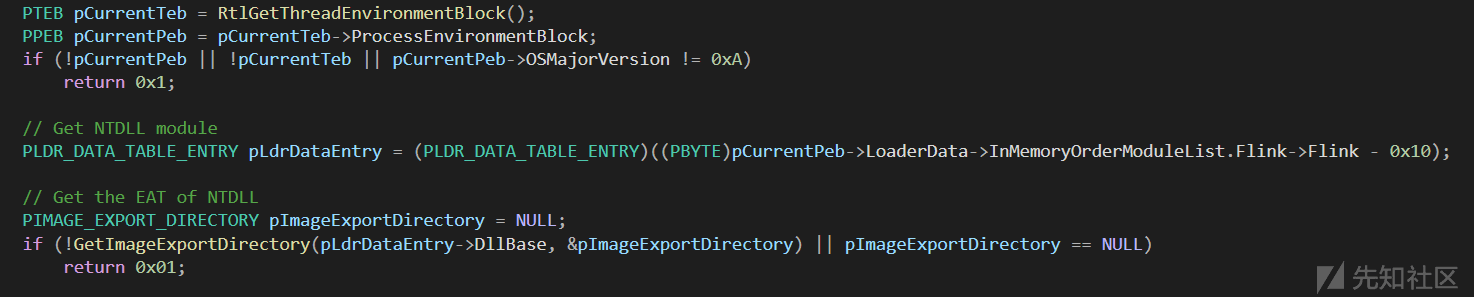 PTEB pCurrentTeb = RtlGetThreadEnvironmentBlock();
PPEB pCurrentPeb = pCurrentTeb->ProcessEnvironmentBlock;
if (!pCurrentPeb || !pCurrentTeb || pCurrentPeb->OSMajorVersion != 0xA)
    return 0x1;
// Get NTDLL module
PLDR_DATA_TABLE_ENTRY pLdrDataEntry = (PLDR_DATA_TABLE_ENTRY)((PBYTE)pCurrentPeb->LoaderData->InMemoryOrderModuleList.Flink->Flink - 0x10);
// Get the EAT of NTDLL
PIMAGE_EXPORT_DIRECTORY pImageExportDirectory = NULL;
if (!GetImageExportDirectory(pLdrDataEntry->DllBase, &pImageExportDirectory) || pImageExportDirectory == NULL)
    return 0x01;
先知社区